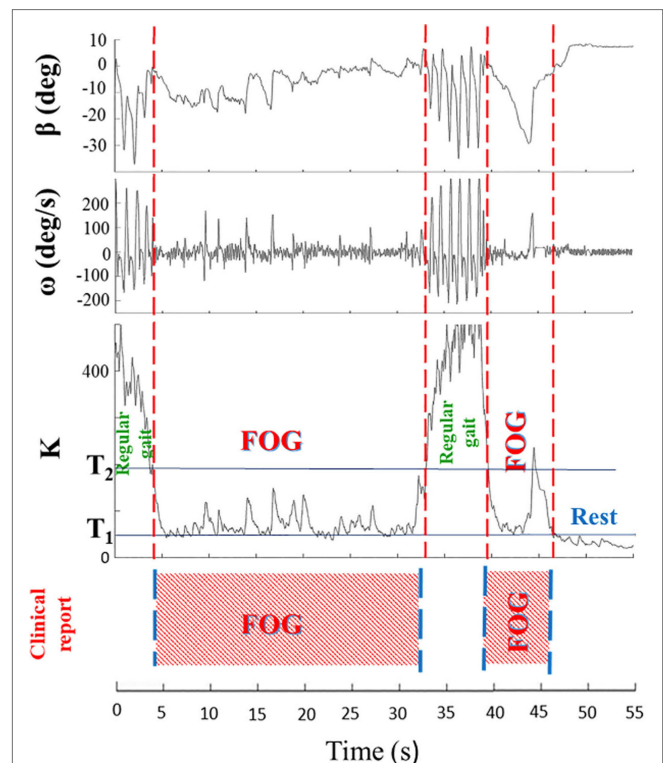 10
0
-10
-20
-30
β (deg)
200
100
0
-100
-200
ω (deg/s)
400
0
K
T2
T1
Regular
gait
FOG
Regular
gait
FOG
Rest
Clinical
report
FOG
FOG
0 5 10 15 20 25 30 35 40 45 50 55
Time (s)